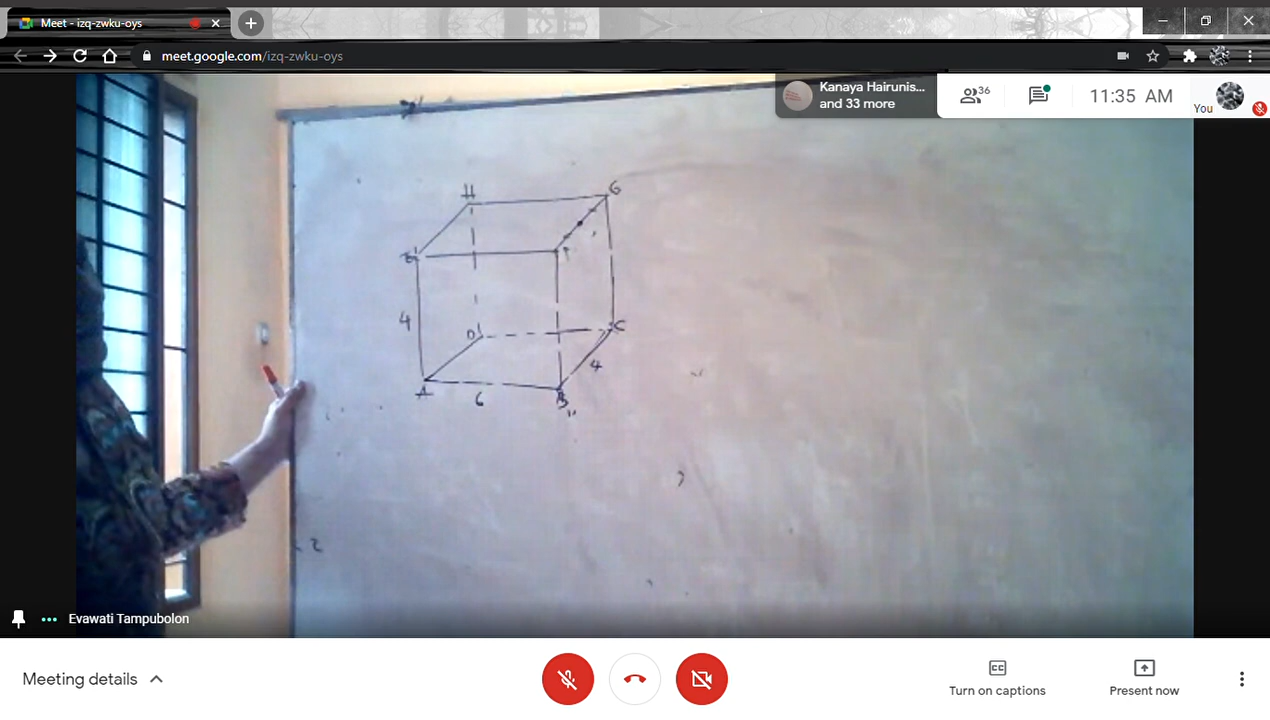 Meet - izq-zwku-oys
meet.google.com/izq-zwku-oys
Kanaya Hairunis...
and 33 more
36
11:35 AM
You
H
G
E
F
4
D
C
4
A
6
B
2
Evawati Tampubolon
Meeting details
Turn on captions
Present now